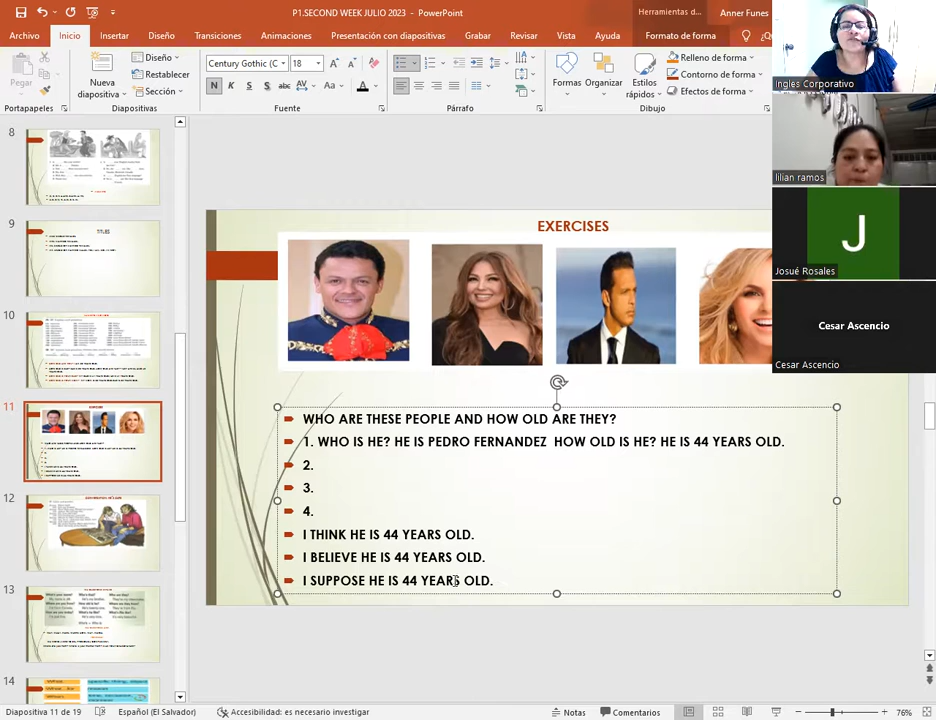 P1.SECOND WEEK JULIO 2023 - PowerPoint
Herramientas d...
Anner Funes
Archivo
Inicio
Insertar
Diseño
Transiciones
Animaciones
Presentación con diapositivas
Grabar
Revisar
Vista
Ayuda
Formato de forma
Pegar
Nueva
diapositiva
Diseño
Restablecer
Sección
Century Gothic (C
18
N
K
S
Formas
Organizar
Estilos
rápidos
Relleno de forma
Contorno de forma
Efectos de forma
Portapapeles
Diapositivas
Fuente
Párrafo
Dibujo
Ingles Corporativo
lilian ramos
J
Josué Rosales
Cesar Ascencio
Cesar Ascencio
8
9
10
11
12
13
14
EXERCISES
WHO ARE THESE PEOPLE AND HOW OLD ARE THEY?
1. WHO IS HE? HE IS PEDRO FERNANDEZ HOW OLD IS HE? HE IS 44 YEARS OLD.
2.
3.
4.
I THINK HE IS 44 YEARS OLD.
I BELIEVE HE IS 44 YEARS OLD.
I SUPPOSE HE IS 44 YEARS OLD.
Diapositiva 11 de 19
Español (El Salvador)
Accesibilidad: es necesario investigar
Notas
Comentarios
76%